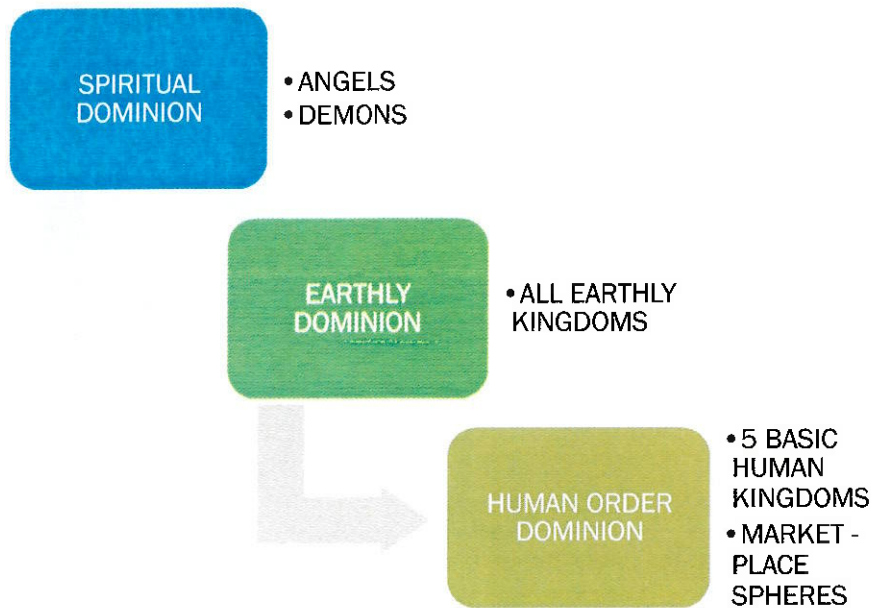 SPIRITUAL
DOMINION
• ANGELS
• DEMONS
EARTHLY
DOMINION
• ALL EARTHLY
KINGDOMS
HUMAN ORDER
DOMINION
• 5 BASIC
HUMAN
KINGDOMS
• MARKET -
PLACE
SPHERES